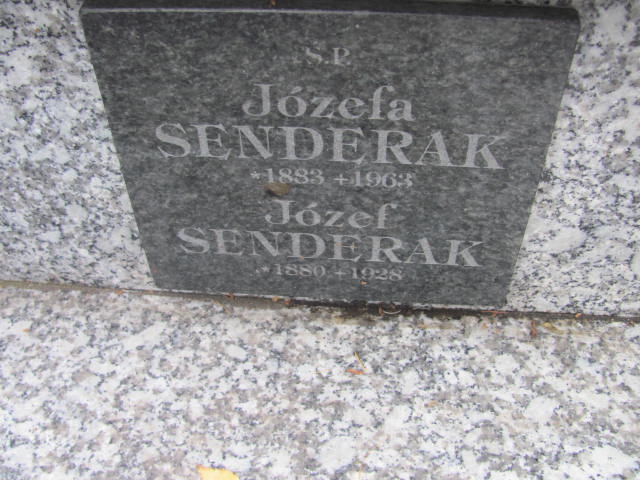 Ś.P.
Józefa
SENDERAK
*1883 +1963
Józef
SENDERAK
*1880 +1928